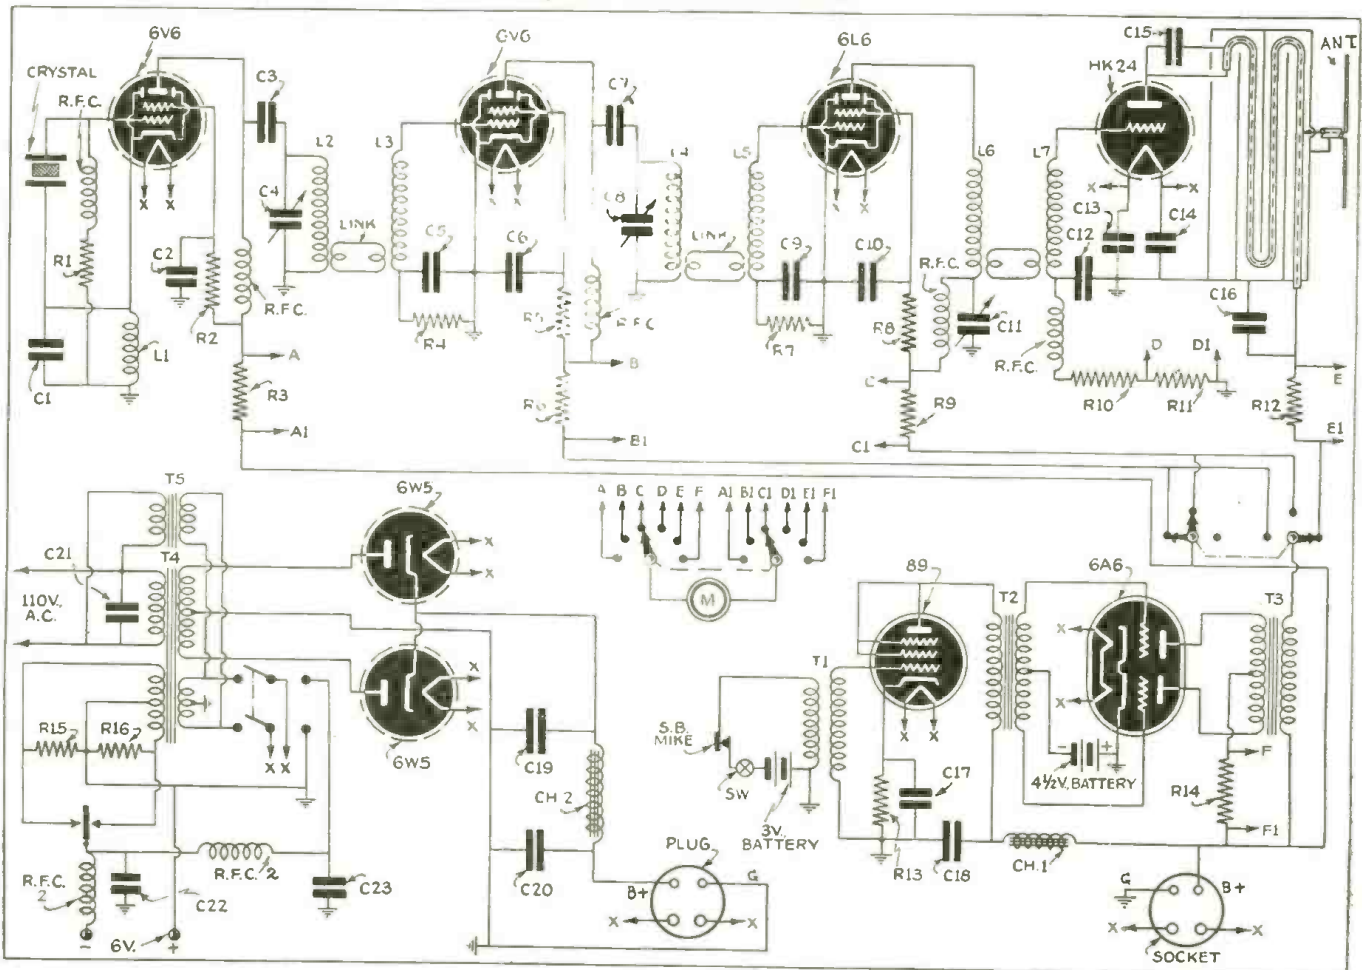 6V6
CRYSTAL
R.F.C.
C3
L2
L3
C4
LINK
R1
C2
R2
R.F.C.
L1
C1
A
R3
A1
6V6
C7
C5
C6
C8
L4
L5
LINK
R4
R5
R.F.C
B
R6
B1
6L6
C9
C10
L6
L7
R.F.C.
R7
R8
C11
C
R9
C1
HK24
C15
ANT
X
X
X
X
C13
C14
C12
C16
R.F.C.
D
D1
R10
R11
R12
E
E1
T5
C21
T4
110V.
A.C.
R15
R16
X X
R.F.C.
2
C22
R.F.C. 2
C23
6V.
-
+
6W5
X
X
6W5
X
X
C19
CH.2
C20
B+
PLUG
G
X
X
A B C D E F
A1 B1 C1 D1 E1 F1
M
S.B.
MIKE
SW
3V.
BATTERY
T1
89
X X
C17
R13
C18
CH.1
T2
6A6
X
X
- +
4½V. BATTERY
T3
F
R14
F1
G
B+
X
X
SOCKET